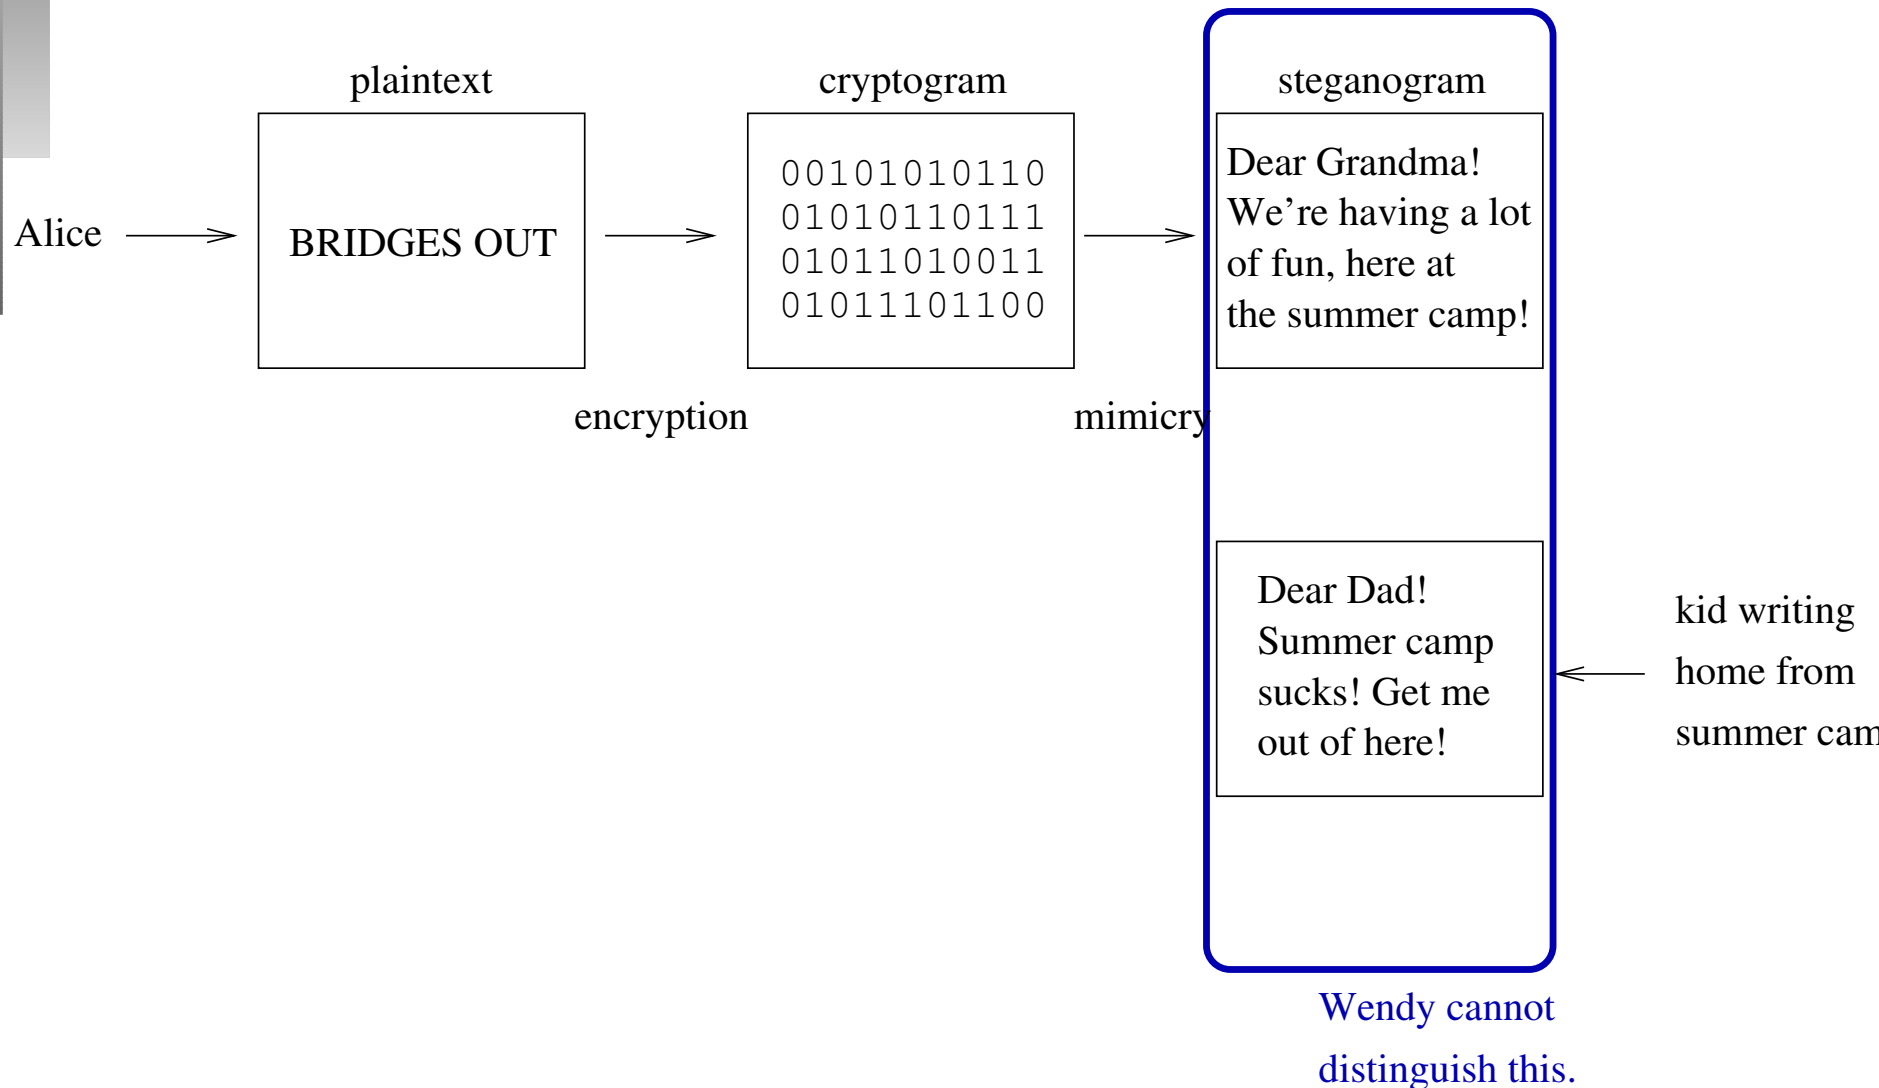 plaintext
cryptogram
steganogram
Alice
BRIDGES OUT
00101010110
01010110111
01011010011
01011101100
Dear Grandma!
We're having a lot
of fun, here at
the summer camp!
encryption
mimicry
Dear Dad!
Summer camp
sucks! Get me
out of here!
kid writing
home from
summer cam
Wendy cannot
distinguish this.